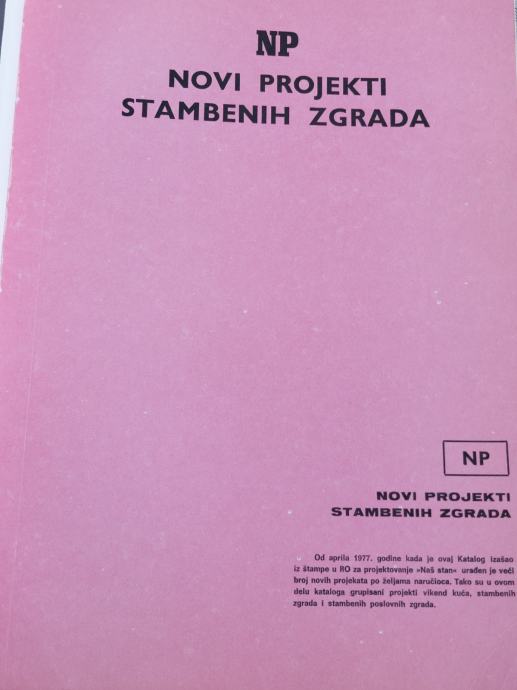 NP
NOVI PROJEKTI
STAMBENIH ZGRADA
NP
NOVI PROJEKTI
STAMBENIH ZGRADA
Od aprila 1977. godine kada je ovaj Katalog izašao
iz štampe u RO za projektovanje »Naš stan« urađen je veći
broj novih projekata po željama naručioca. Tako su u ovom
delu kataloga grupisani projekti vikend kuća, stambenih
zgrada i stambenih poslovnih zgrada.